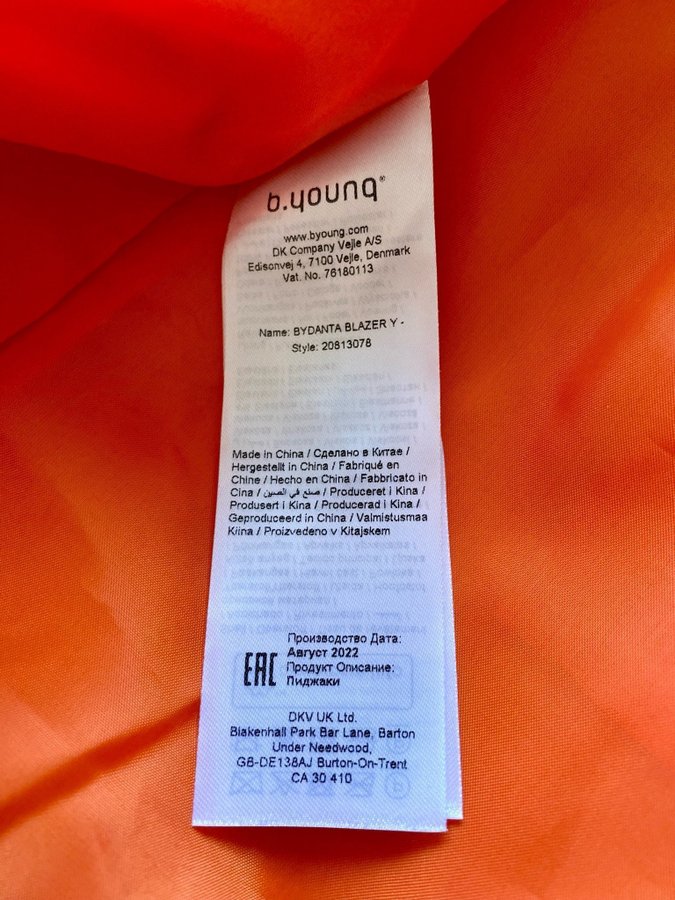 b.young®
www.byoung.com
DK Company Vejle A/S
Edisonvej 4, 7100 Vejle, Denmark
Vat. No. 76180113
Name: BYDANTA BLAZER Y -
Style: 20813078
Made in China / Сделано в Китае /
Hergestellt in China / Fabriqué en
Chine / Hecho en China / Fabbricato in
Cina / صنع في الصين / Produceret i Kina /
Produsert i Kina / Producerad i Kina /
Geproduceerd in China / Valmistusmaa
Kiina / Proizvedeno v Kitajskem
EAC
Производство Дата:
Август 2022
Продукт Описание:
Пиджаки
DKV UK Ltd.
Blakenhall Park Bar Lane, Barton
Under Needwood,
GB-DE138AJ Burton-On-Trent
CA 30 410